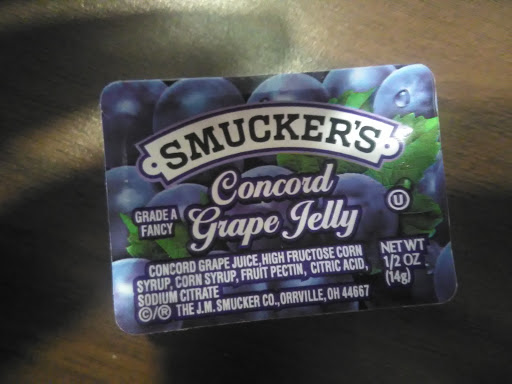 SMUCKER'S
Concord
Grape Jelly
GRADE A
FANCY
U
CONCORD GRAPE JUICE, HIGH FRUCTOSE CORN
SYRUP, CORN SYRUP, FRUIT PECTIN, CITRIC ACID,
SODIUM CITRATE
©/® THE J.M. SMUCKER CO., ORRVILLE, OH 44667
NET WT
1/2 OZ
(14g)